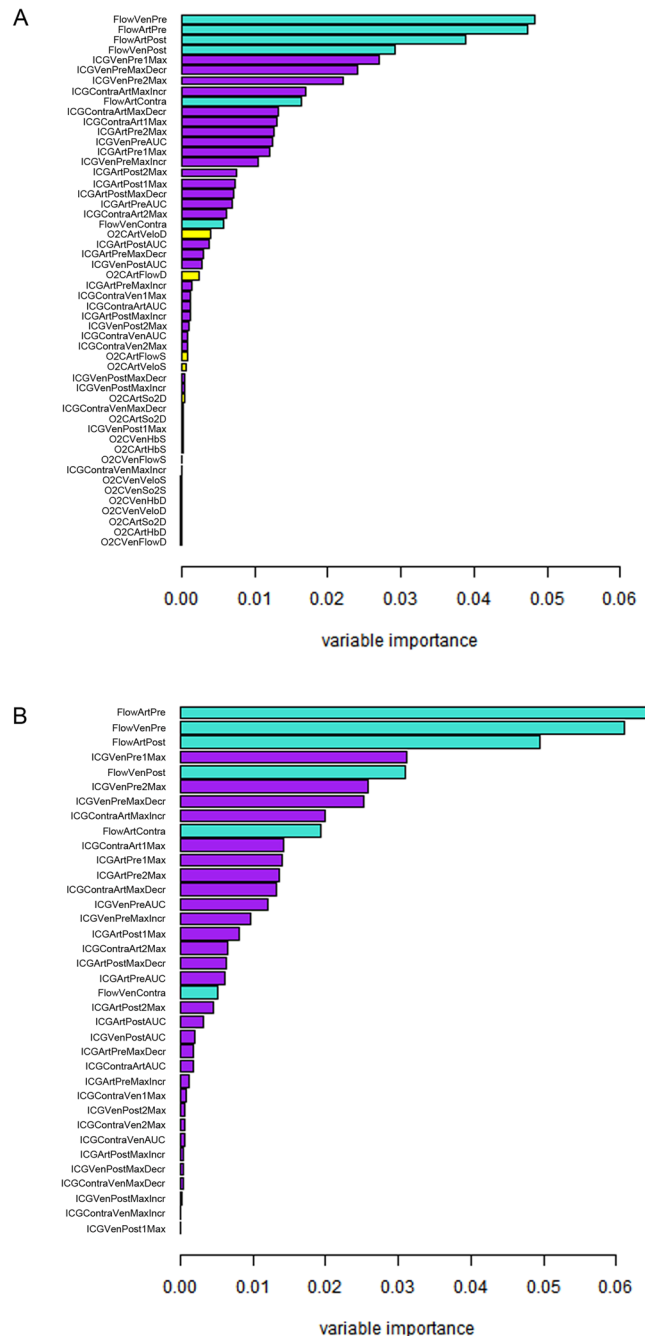 A
FlowVenPre
FlowArtPre
FlowArtPost
FlowVenPost
ICGVenPre1Max
ICGVenPreMaxDecr
ICGVenPre2Max
ICGContraArtMaxIncr
FlowArtContra
ICGContraArtMaxDecr
ICGContraArt1Max
ICGArtPre2Max
ICGVenPreAUC
ICGArtPre1Max
ICGVenPreMaxIncr
ICGArtPost2Max
ICGArtPost1Max
ICGArtPostMaxDecr
ICGArtPreAUC
ICGContraArt2Max
FlowVenContra
O2CArtVeloD
ICGArtPostAUC
ICGArtPreMaxDecr
ICGVenPostAUC
O2CArtFlowD
ICGArtPreMaxIncr
ICGContraVen1Max
ICGContraArtAUC
ICGArtPostMaxIncr
ICGVenPost2Max
ICGContraVenAUC
ICGContraVen2Max
O2CArtFlowS
O2CArtVeloS
ICGVenPostMaxDecr
ICGVenPostMaxIncr
O2CArtSo2D
ICGContraVenMaxDecr
O2CArtSo2D
ICGVenPost1Max
O2CVenHbS
O2CArtHbS
O2CVenFlowS
ICGContraVenMaxIncr
O2CVenVeloS
O2CVenSo2S
O2CVenHbD
O2CVenVeloD
O2CArtSo2D
O2CArtHbD
O2CVenFlowD
0.00 0.01 0.02 0.03 0.04 0.05 0.06
variable importance
B
FlowArtPre
FlowVenPre
FlowArtPost
ICGVenPre1Max
FlowVenPost
ICGVenPre2Max
ICGVenPreMaxDecr
ICGContraArtMaxIncr
FlowArtContra
ICGContraArt1Max
ICGArtPre1Max
ICGArtPre2Max
ICGContraArtMaxDecr
ICGVenPreAUC
ICGVenPreMaxIncr
ICGArtPost1Max
ICGContraArt2Max
ICGArtPostMaxDecr
ICGArtPreAUC
FlowVenContra
ICGArtPost2Max
ICGArtPostAUC
ICGVenPostAUC
ICGArtPreMaxDecr
ICGContraArtAUC
ICGArtPreMaxIncr
ICGContraVen1Max
ICGVenPost2Max
ICGContraVen2Max
ICGContraVenAUC
ICGArtPostMaxIncr
ICGVenPostMaxDecr
ICGContraVenMaxDecr
ICGVenPostMaxIncr
ICGContraVenMaxIncr
ICGVenPost1Max
0.00 0.01 0.02 0.03 0.04 0.05 0.06
variable importance